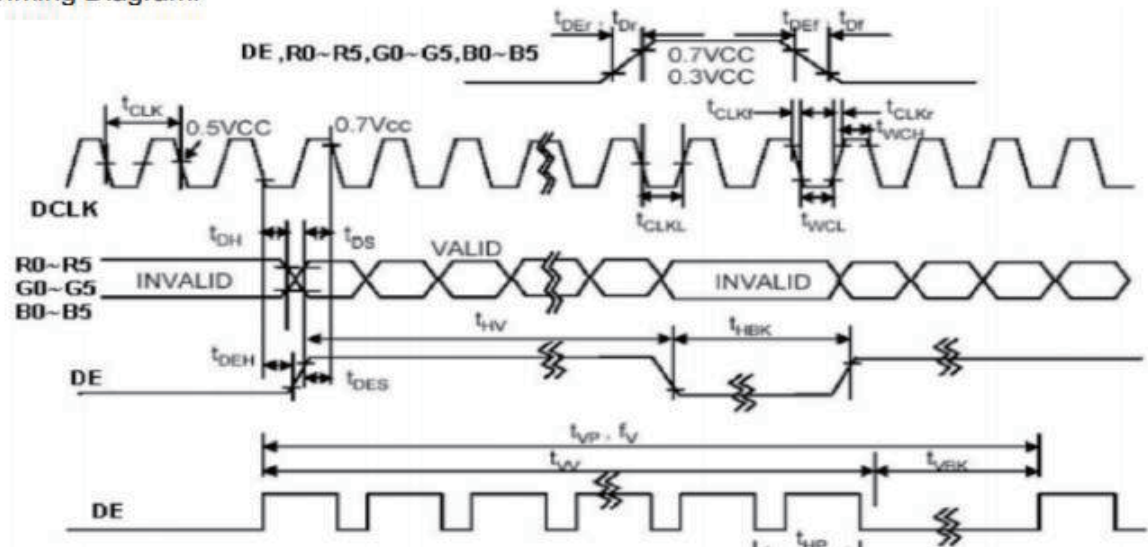 Timing Diagram:
tDEr , tDr tDEf , tDf
DE ,R0~R5,G0~G5,B0~B5
0.7VCC
0.3VCC
tCLK
0.5VCC
0.7Vcc
tCLKf
tCLKr
tWCH
DCLK
tCLKL
tWCL
tDH
tDS
VALID
R0~R5
G0~G5
B0~B5
INVALID
INVALID
tHV
tHBK
tDEH
tDES
DE
tVP , fV
tVV
tVBK
DE
tHP